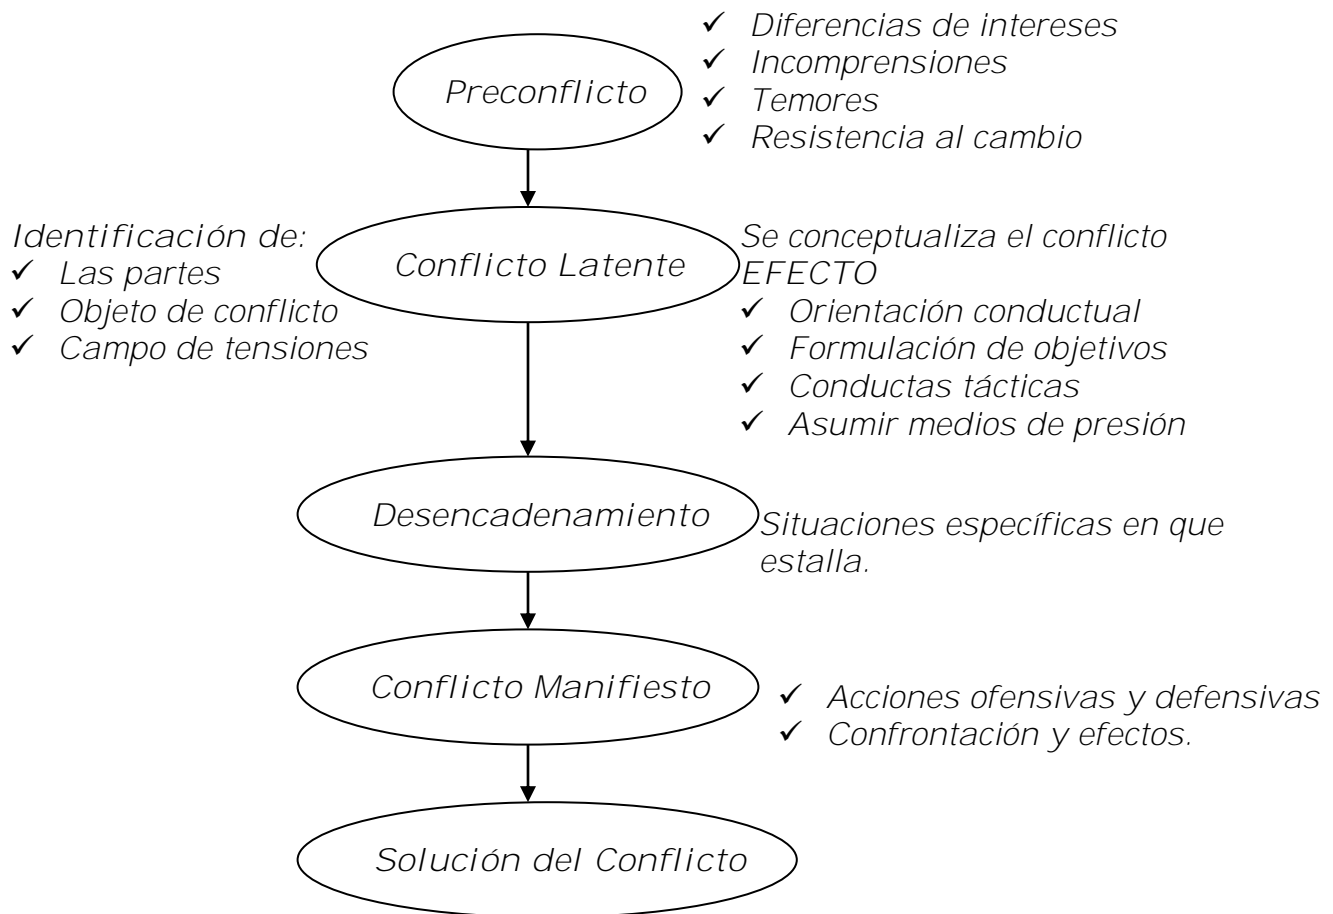 Preconflicto
✓ Diferencias de intereses
✓ Incomprensiones
✓ Temores
✓ Resistencia al cambio
Identificación de:
✓ Las partes
✓ Objeto de conflicto
✓ Campo de tensiones
Conflicto Latente
Se conceptualiza el conflicto
EFECTO
✓ Orientación conductual
✓ Formulación de objetivos
✓ Conductas tácticas
✓ Asumir medios de presión
Desencadenamiento
Situaciones específicas en que
estalla.
Conflicto Manifiesto
✓ Acciones ofensivas y defensivas
✓ Confrontación y efectos.
Solución del Conflicto